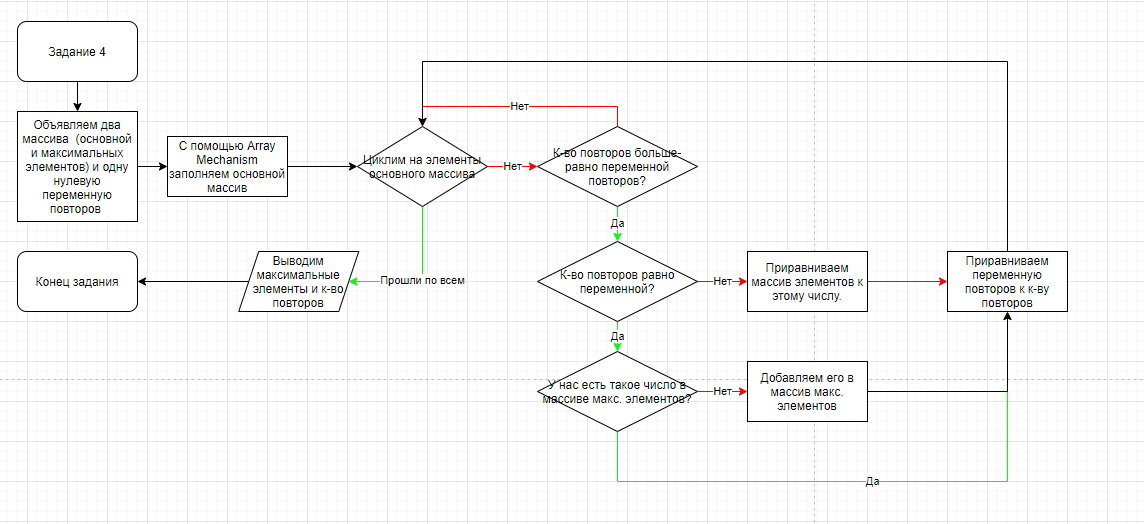 Задание 4
Объявляем два
массива (основной
и максимальных
элементов) и одну
нулевую
переменную
повторов
С помощью Array
Mechanism
заполняем основной
массив
Циклим на элементы
основного массива
Нет
Нет
К-во повторов больше-
равно переменной
повторов?
Да
К-во повторов равно
переменной?
Нет
Приравниваем
массив элементов к
этому числу.
Приравниваем
переменную
повторов к к-ву
повторов
Да
У нас есть такое число в
массиве макс. элементов?
Нет
Добавляем его в
массив макс.
элементов
Да
Прошли по всем
Выводим
максимальные
элементы и к-во
повторов
Конец задания